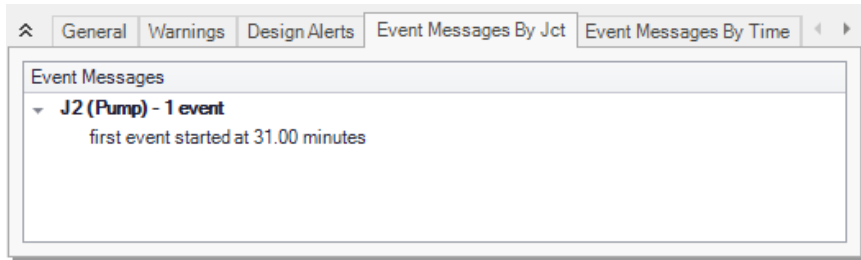 General Warnings Design Alerts Event Messages By Jct Event Messages By Time
Event Messages
J2 (Pump) - 1 event
first event started at 31.00 minutes